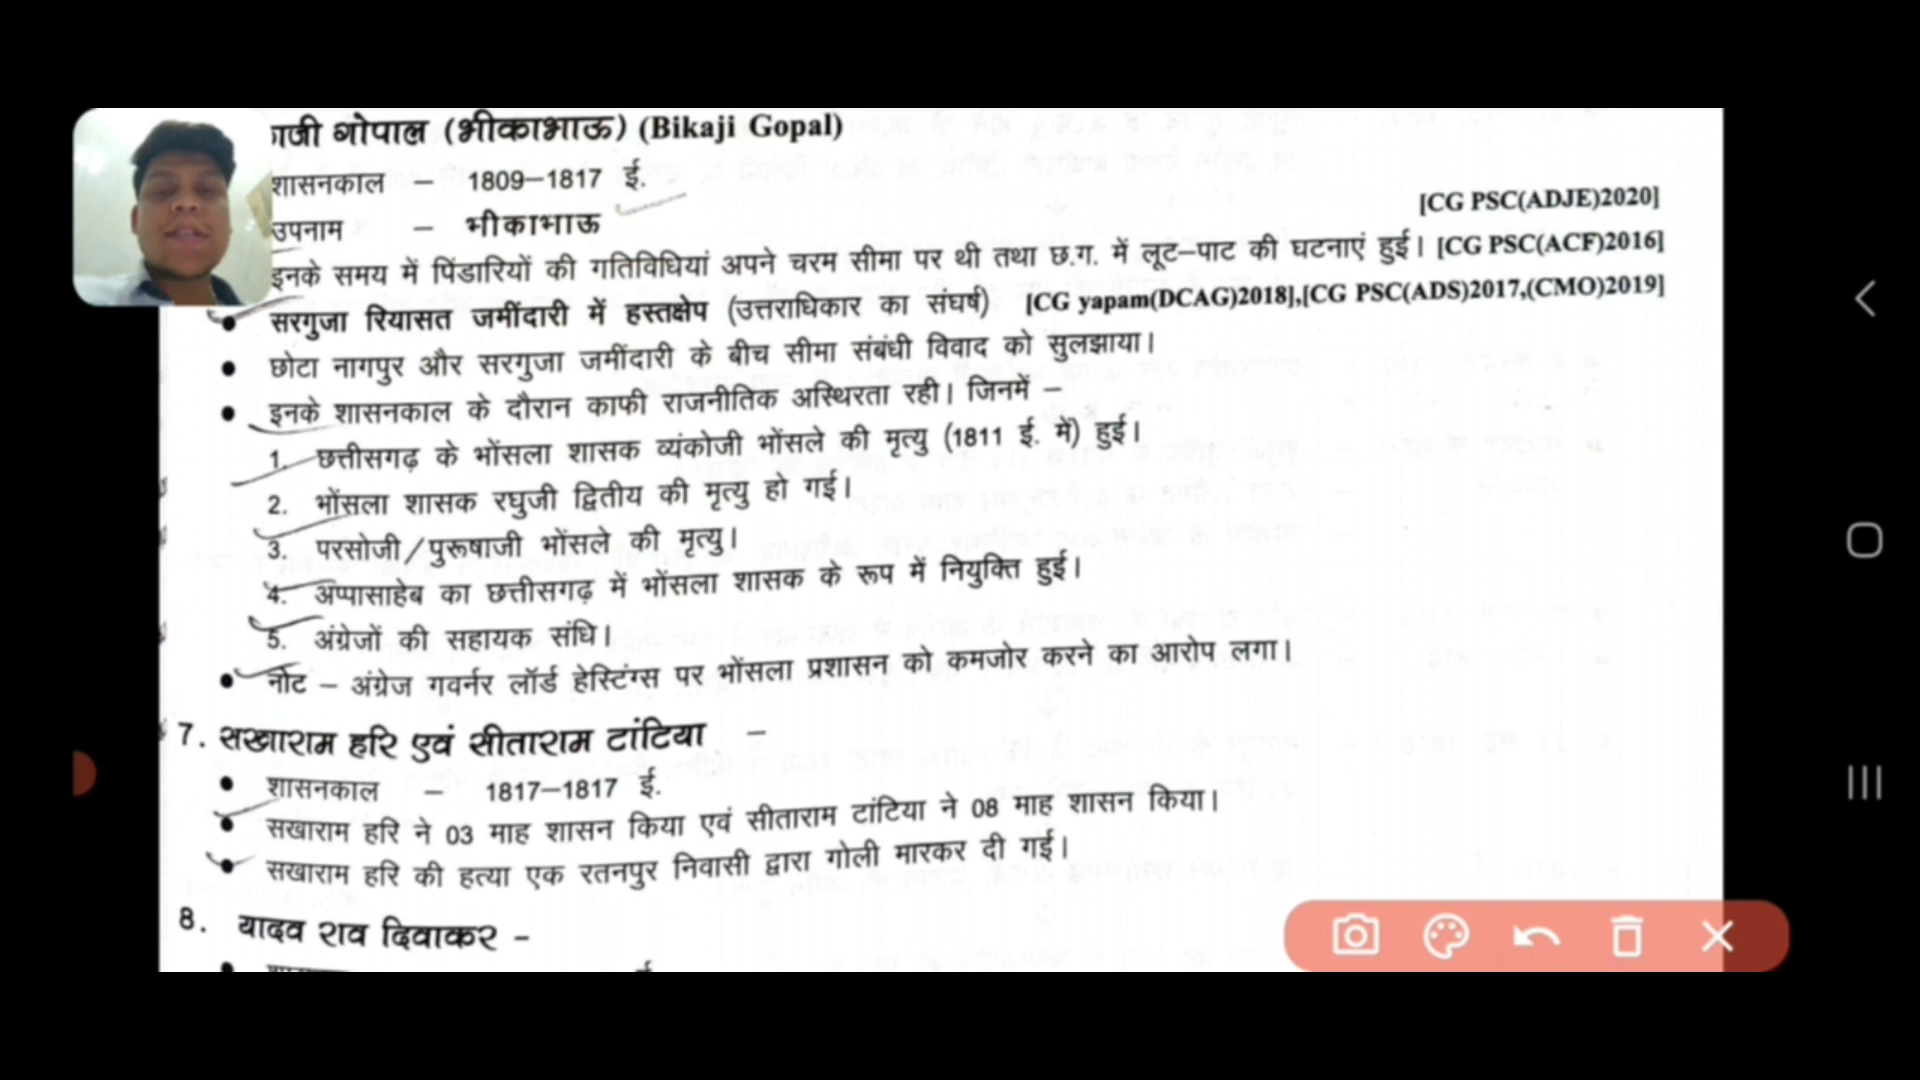 गोपाल (भीकाभाऊ) (Bikaji Gopal)
शासनकाल – 1809–1817 ई.
[CG PSC(ADJE)2020]
उपनाम – भीकाभाऊ
इनके समय में पिंडारियों की गतिविधियां अपने चरम सीमा पर थी तथा छ.ग. में लूट–पाट की घटनाएं हुई। [CG PSC(ACF)2016]
• सरगुजा रियासत जमींदारी में हस्तक्षेप (उत्तराधिकार का संघर्ष) [CG yapam(DCAG)2018],[CG PSC(ADS)2017,(CMO)2019]
• छोटा नागपुर और सरगुजा जमींदारी के बीच सीमा संबंधी विवाद को सुलझाया।
• इनके शासनकाल के दौरान काफी राजनीतिक अस्थिरता रही। जिनमें –
1. छत्तीसगढ़ के भोंसला शासक व्यंकोजी भोंसले की मृत्यु (1811 ई. में) हुई।
2. भोंसला शासक रघुजी द्वितीय की मृत्यु हो गई।
3. परसोजी/पुरूषाजी भोंसले की मृत्यु।
4. अप्पासाहेब का छत्तीसगढ़ में भोंसला शासक के रूप में नियुक्ति हुई।
5. अंग्रेजों की सहायक संधि।
• नोट – अंग्रेज गवर्नर लॉर्ड हेस्टिंग्स पर भोंसला प्रशासन को कमजोर करने का आरोप लगा।
7. सखाराम हरि एवं सीताराम टांटिया –
• शासनकाल – 1817–1817 ई.
• सखाराम हरि ने 03 माह शासन किया एवं सीताराम टांटिया ने 08 माह शासन किया।
• सखाराम हरि की हत्या एक रतनपुर निवासी द्वारा गोली मारकर दी गई।
8. यादव राव दिवाकर –